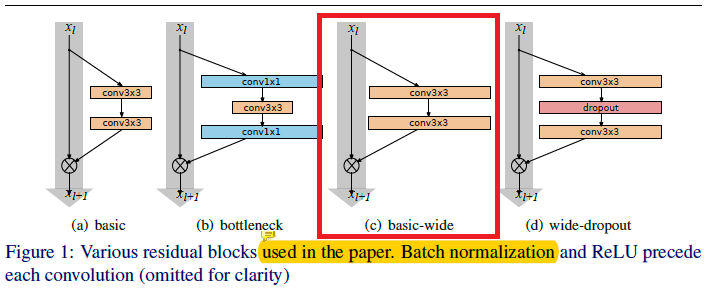 xl xl xl xl
conv3x3 conv1x1 conv3x3 conv3x3
conv3x3 dropout
conv3x3 conv1x1 conv3x3 conv3x3
xl+1 xl+1 xl+1 xl+1
(a) basic (b) bottleneck (c) basic-wide (d) wide-dropout
Figure 1: Various residual blocks used in the paper. Batch normalization and ReLU precede
each convolution (omitted for clarity)